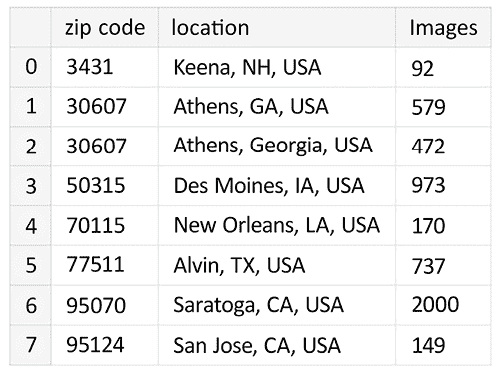 zip code location Images
0 3431 Keena, NH, USA 92
1 30607 Athens, GA, USA 579
2 30607 Athens, Georgia, USA 472
3 50315 Des Moines, IA, USA 973
4 70115 New Orleans, LA, USA 170
5 77511 Alvin, TX, USA 737
6 95070 Saratoga, CA, USA 2000
7 95124 San Jose, CA, USA 149